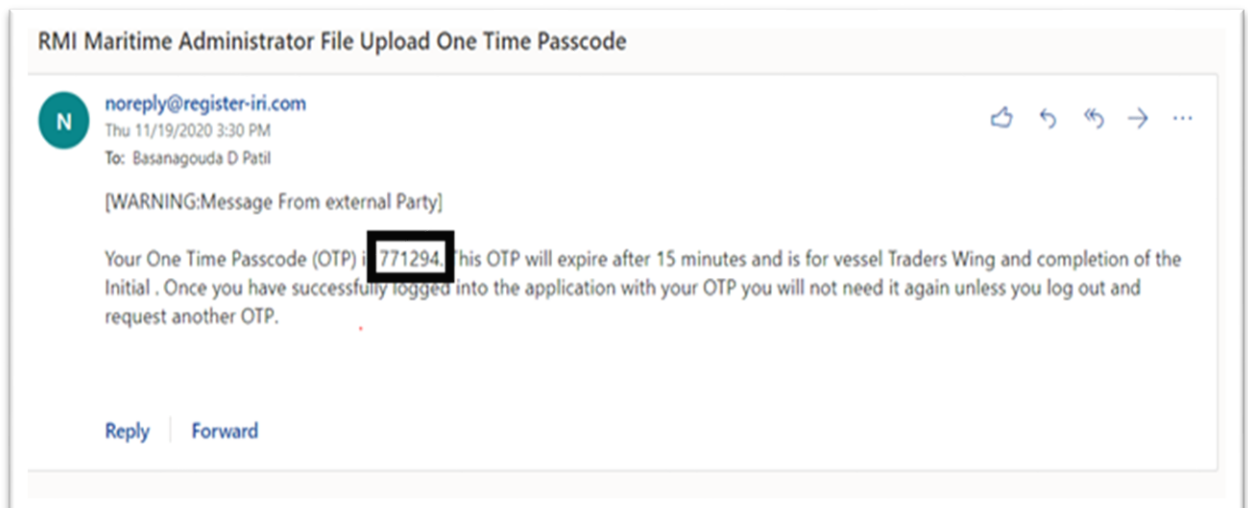 RMI Maritime Administrator File Upload One Time Passcode
N
noreply@register-iri.com
Thu 11/19/2020 3:30 PM
To: Basanagouda D Patil
[WARNING:Message From external Party]
Your One Time Passcode (OTP) i 771294. his OTP will expire after 15 minutes and is for vessel Traders Wing and completion of the
Initial . Once you have successfully logged into the application with your OTP you will not need it again unless you log out and
request another OTP.
Reply
Forward